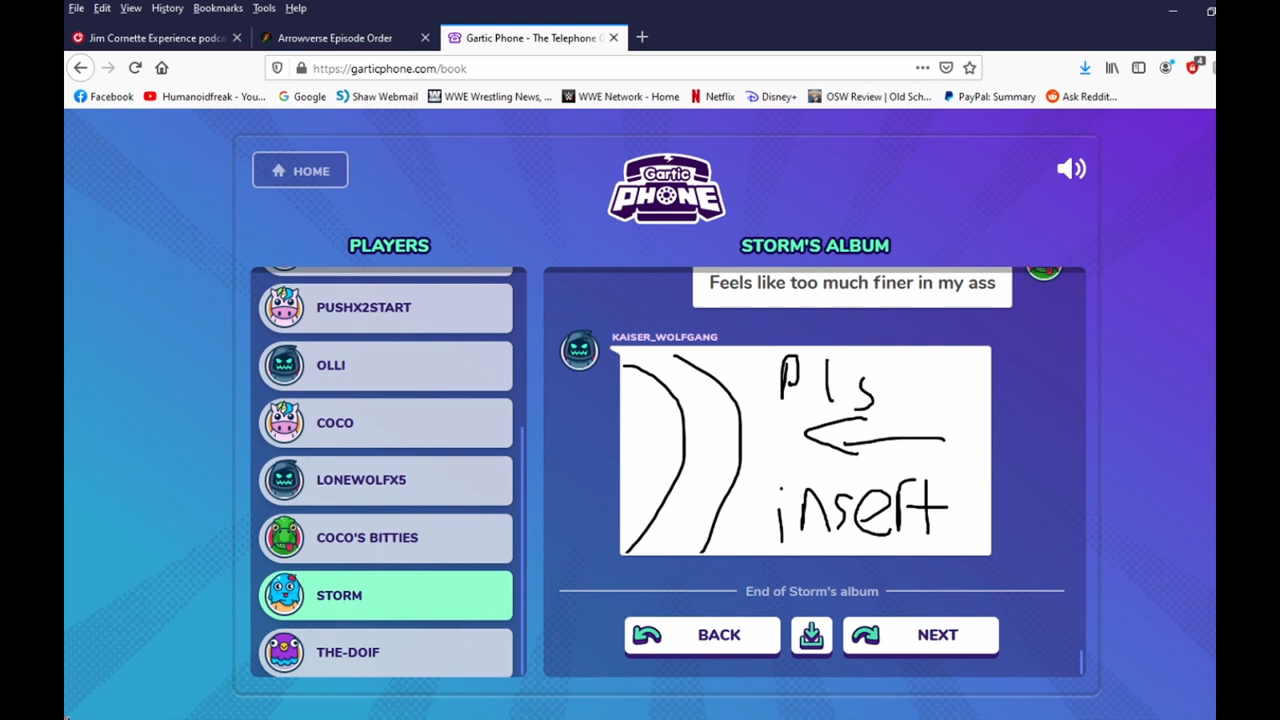 File Edit View History Bookmarks Tools Help
Jim Cornette Experience podca Arrowverse Episode Order Gartic Phone - The Telephone G
https://garticphone.com/book
Facebook Humanoidfreak - You... Google Shaw Webmail WWE Wrestling News, ... WWE Network - Home Netflix Disney+ OSW Review | Old Sch... PayPal: Summary Ask Reddit...
4
HOME
Gartic
PHONE
PLAYERS
STORM'S ALBUM
PUSHX2START
OLLI
COCO
LONEWOLFX5
COCO'S BITTIES
STORM
THE-DOIF
Feels like too much finer in my ass
KAISER_WOLFGANG
Pls
insert
End of Storm's album
BACK NEXT